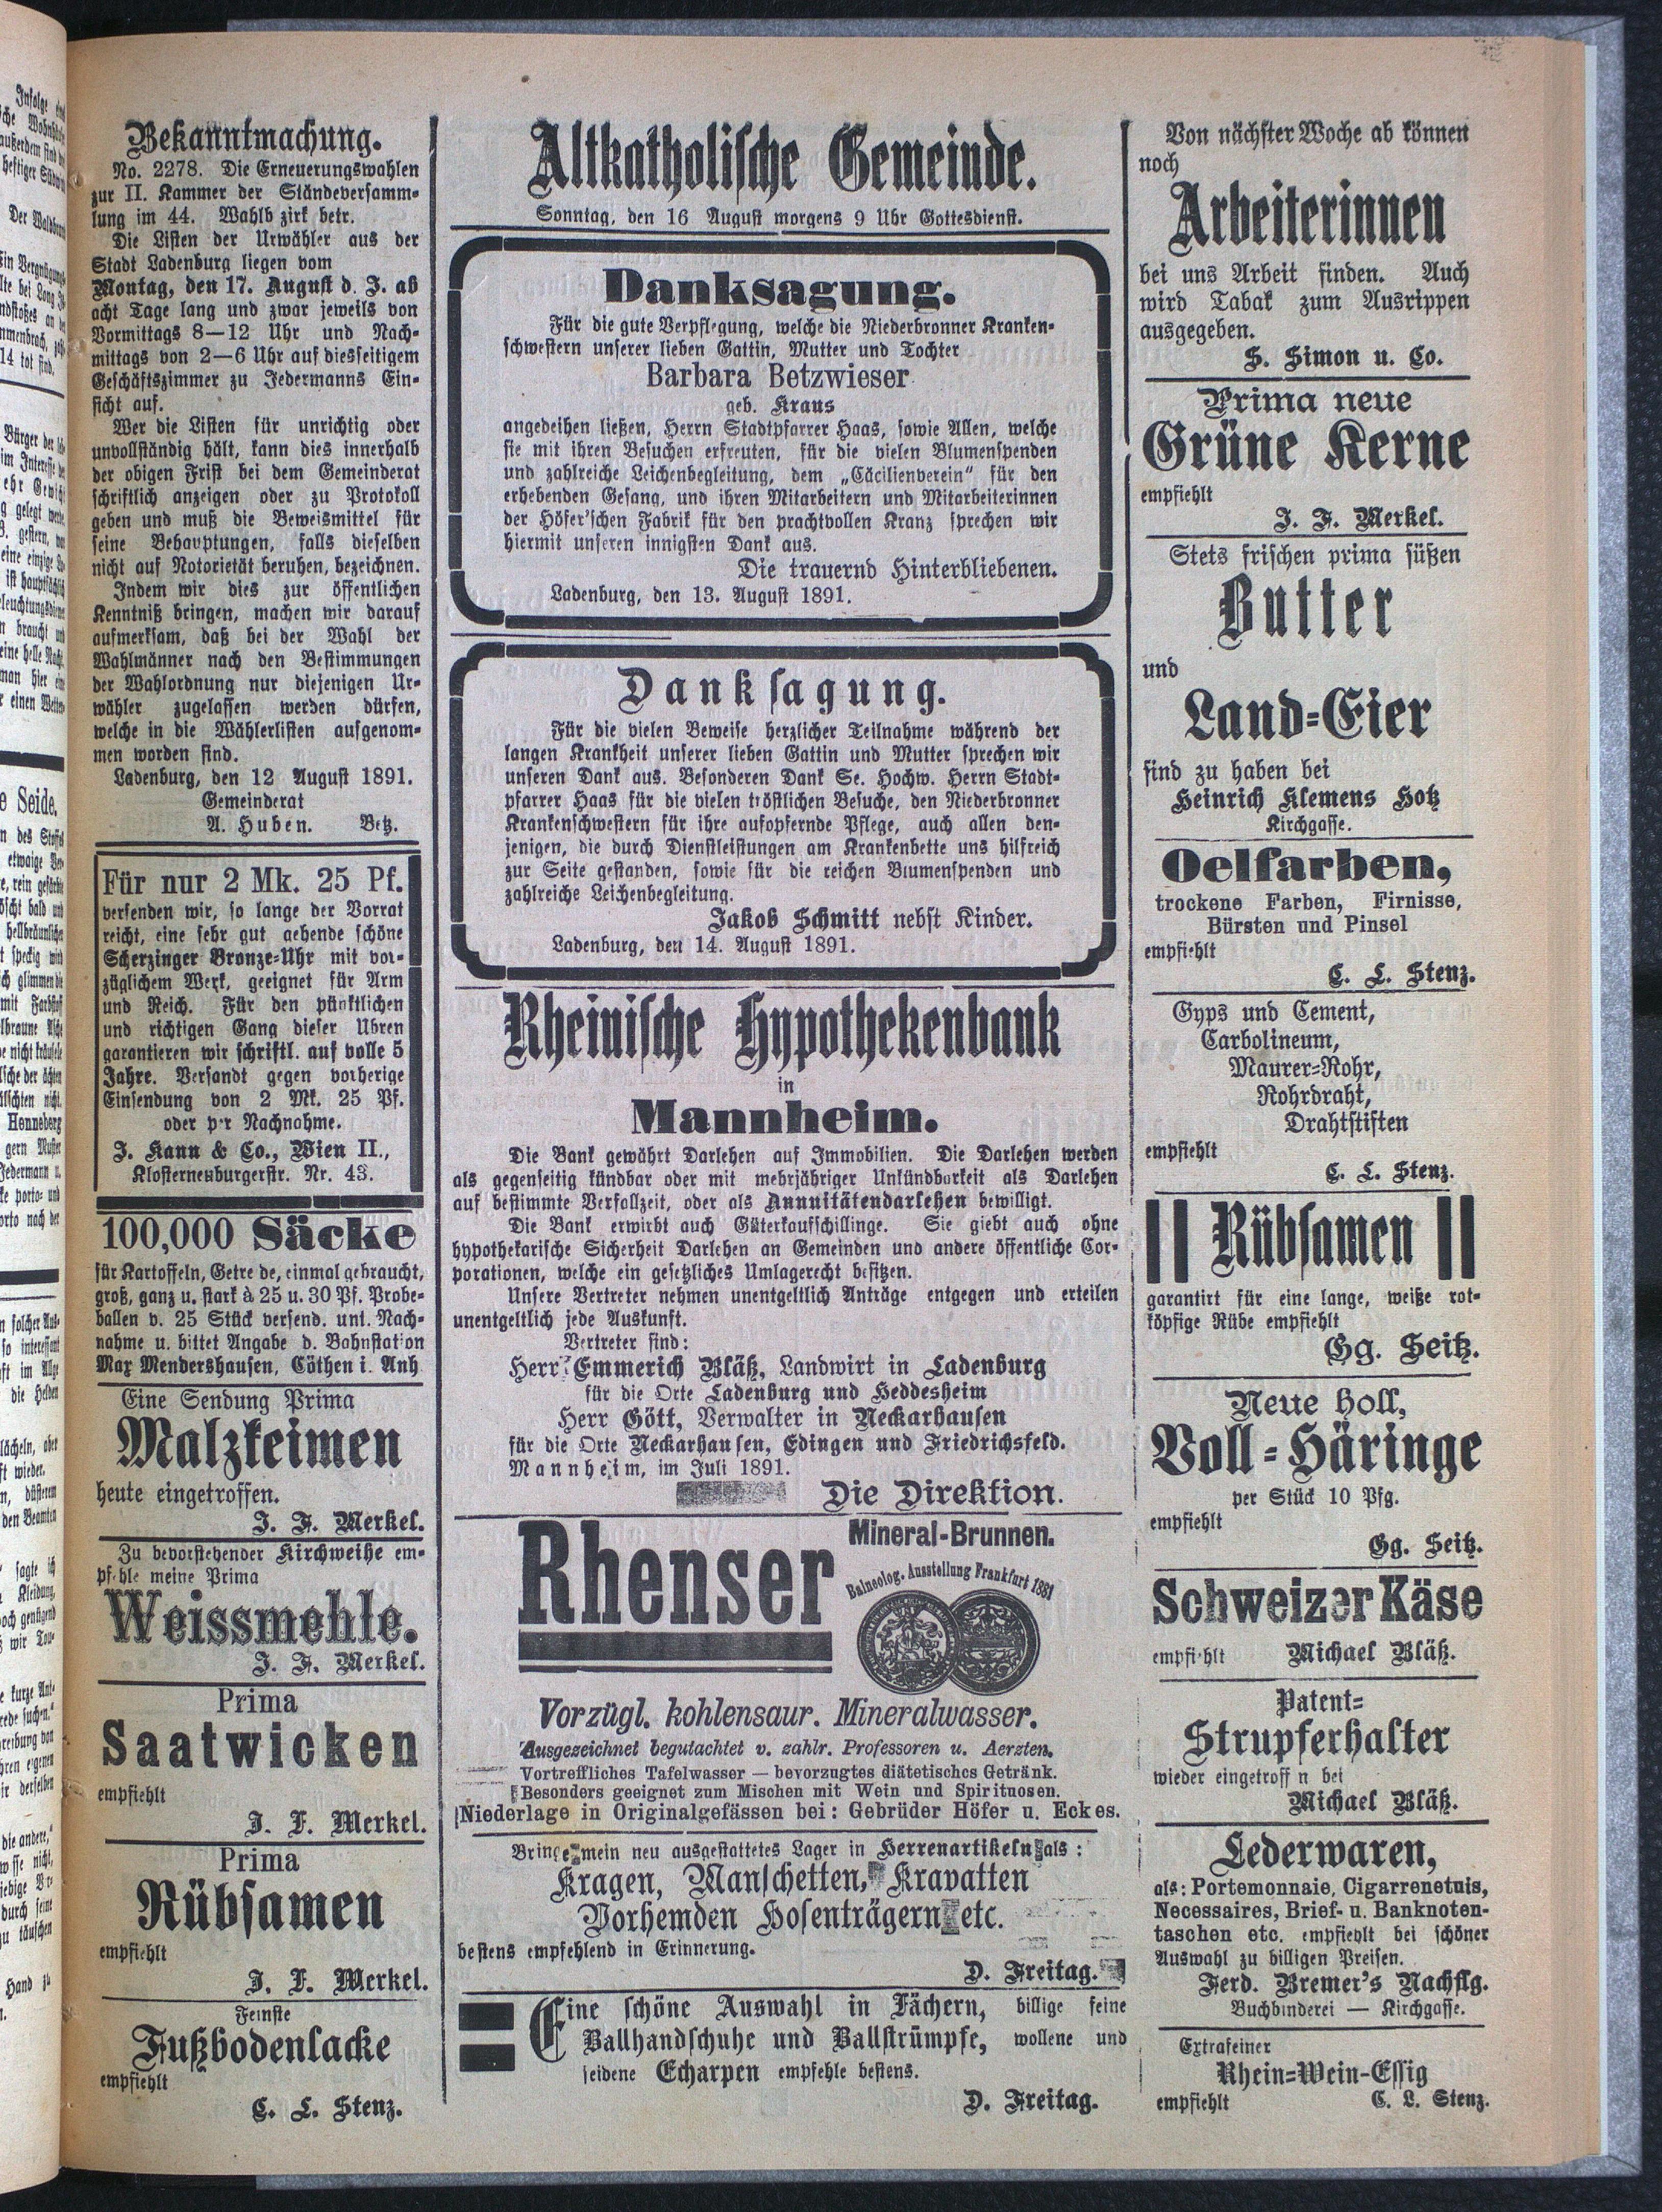 Bekanntmachung.
No. 2278. Die Erneuerungswahlen
zur II. Kammer der Ständeversamm-
lung im 44. Wahlb zirk betr.
Die Listen der Urwähler aus der
Stadt Ladenburg liegen vom
Montag, den 17. August d. J. ab
acht Tage lang und zwar jeweils von
Vormittags 8—12 Uhr und Nach-
mittags von 2—6 Uhr auf diesseitigem
Geschäftszimmer zu Jedermanns Ein-
sicht auf.
Wer die Listen für unrichtig oder
unvollständig hält, kann dies innerhalb
der obigen Frist bei dem Gemeinderat
schriftlich anzeigen oder zu Protokoll
geben und muß die Beweismittel für
seine Behauptungen, falls dieselben
nicht auf Notorietät beruhen, bezeichnen.
Indem wir dies zur öffentlichen
Kenntniß bringen, machen wir darauf
aufmerksam, daß bei der Wahl der
Wahlmänner nach den Bestimmungen
der Wahlordnung nur diejenigen Ur-
wähler zugelassen werden dürfen,
welche in die Wählerlisten aufgenom-
men worden sind.
Ladenburg, den 12 August 1891.
Gemeinderat
A. Huben. Betz.
Für nur 2 Mk. 25 Pf.
versenden wir, so lange der Vorrat
reicht, eine sehr gut gehende schöne
Scherzinger Bronze-Uhr mit vor-
züglichem Werk, geeignet für Arm
und Reich. Für den pünktlichen
und richtigen Gang dieser Uhren
garantieren wir schriftl. auf volle 5
Jahre. Versandt gegen vorherige
Einsendung von 2 Mk. 25 Pf.
oder per Nachnahme.
J. Kann & Co., Wien II.,
Klosterneuburgerstr. Nr. 43.
100,000 Säcke
für Kartoffeln, Getre de, einmal gebraucht,
groß, ganz u. stark à 25 u. 30 Pf. Probe-
ballen v. 25 Stück versend. unt. Nach-
nahme u. bittet Angabe d. Bahnstation
Max Mendershausen, Cöthen i. Anh
Eine Sendung Prima
Malzkeimen
heute eingetroffen.
J. F. Merkel.
Zu bevorstehender Kirchweihe em-
pf-hle meine Prima
Weissmehle.
J. F. Merkel.
Prima
Saatwicken
empfiehlt
J. F. Merkel.
Prima
Rübsamen
empfiehlt
J. F. Merkel.
Feinste
Fußbodenlacke
empfiehlt
C. L. Stenz.
Altkatholische Gemeinde.
Sonntag, den 16 August morgens 9 Uhr Gottesdienst.
Danksagung.
Für die gute Verpflegung, welche die Niederbronner Kranken-
schwestern unserer lieben Gattin, Mutter und Tochter
Barbara Betzwieser
geb. Kraus
angedeihen ließen, Herrn Stadtpfarrer Haas, sowie Allen, welche
sie mit ihren Besuchen erfreuten, für die vielen Blumenspenden
und zahlreiche Leichenbegleitung, dem „Cäcilienverein“ für den
erhebenden Gesang, und ihren Mitarbeitern und Mitarbeiterinnen
der Höfer'schen Fabrik für den prachtvollen Kranz sprechen wir
hiermit unseren innigsten Dank aus.
Die trauernd Hinterbliebenen.
Ladenburg, den 13. August 1891.
Danksagung.
Für die vielen Beweise herzlicher Teilnahme während der
langen Krankheit unserer lieben Gattin und Mutter sprechen wir
unseren Dank aus. Besonderen Dank Se. Hochw. Herrn Stadt-
pfarrer Haas für die vielen tröstlichen Besuche, den Niederbronner
Krankenschwestern für ihre aufopfernde Pflege, auch allen den-
jenigen, die durch Dienstleistungen am Krankenbette uns hilfreich
zur Seite gestanden, sowie für die reichen Blumenspenden und
zahlreiche Leichenbegleitung.
Jakob Schmitt nebst Kinder.
Ladenburg, den 14. August 1891.
Rheinische Hypothekenbank
in
Mannheim.
Die Bank gewährt Darlehen auf Immobilien. Die Darlehen werden
als gegenseitig kündbar oder mit mehrjähriger Unkündbarkeit als Darlehen
auf bestimmte Verfallzeit, oder als Annuitätendarlehen bewilligt.
Die Bank erwirbt auch Güterkaufschillinge. Sie giebt auch ohne
hypothekarische Sicherheit Darlehen an Gemeinden und andere öffentliche Cor-
porationen, welche ein gesetzliches Umlagerecht besitzen.
Unsere Vertreter nehmen unentgeltlich Anträge entgegen und erteilen
unentgeltlich jede Auskunft.
Vertreter sind:
Herr Emmerich Bläß, Landwirt in Ladenburg
für die Orte Ladenburg und Heddesheim
Herr Gött, Verwalter in Neckarhausen
für die Orte Neckarhausen, Edingen und Friedrichsfeld.
Mannheim, im Juli 1891.
Die Direktion.
Rhenser
Mineral-Brunnen.
Balneolog. Ausstellung Frankfurt 1881
Vorzügl. kohlensaur. Mineralwasser.
Ausgezeichnet begutachtet v. zahlr. Professoren u. Aerzten.
Vortreffliches Tafelwasser — bevorzugtes diätetisches Getränk.
Besonders geeignet zum Mischen mit Wein und Spirituosen.
Niederlage in Originalgefässen bei: Gebrüder Höfer u. Eckes.
Bringe mein neu ausgestattetes Lager in Herrenartikeln als:
Kragen, Manschetten, Kravatten
Vorhemden Hosenträgern etc.
bestens empfehlend in Erinnerung.
D. Freitag.
Eine schöne Auswahl in Fächern, billige feine
Ballhandschuhe und Ballstrümpfe, wollene und
seidene Echarpen empfehle bestens.
D. Freitag.
Von nächster Woche ab können
noch
Arbeiterinnen
bei uns Arbeit finden. Auch
wird Tabak zum Ausrippen
ausgegeben.
S. Simon u. Co.
Prima neue
Grüne Kerne
empfiehlt
J. F. Merkel.
Stets frischen prima süßen
Butter
und
Land-Eier
sind zu haben bei
Heinrich Klemens Hotz
Kirchgasse.
Oelfarben,
trockene Farben, Firnisse,
Bürsten und Pinsel
empfiehlt
C. L. Stenz.
Gyps und Cement,
Carbolineum,
Maurer-Rohr,
Rohrdraht,
Drahtstiften
empfiehlt
C. L. Stenz.
Rübsamen
garantirt für eine lange, weiße rot-
köpfige Rübe empfiehlt
Gg. Seitz.
Neue holl,
Voll-Häringe
per Stück 10 Pfg.
empfiehlt
Gg. Seitz.
Schweizer Käse
empfi-hlt Michael Bläß.
Patent-
Strupferhalter
wieder eingetroff n bei
Michael Bläß.
Lederwaren,
als: Portemonnaie, Cigarrenetuis,
Necessaires, Brief- u. Banknoten-
taschen etc. empfiehlt bei schöner
Auswahl zu billigen Preisen.
Ferd. Bremer's Nachflg.
Buchbinderei — Kirchgasse.
Extrafeiner
Rhein-Wein-Essig
empfiehlt C. L. Stenz.